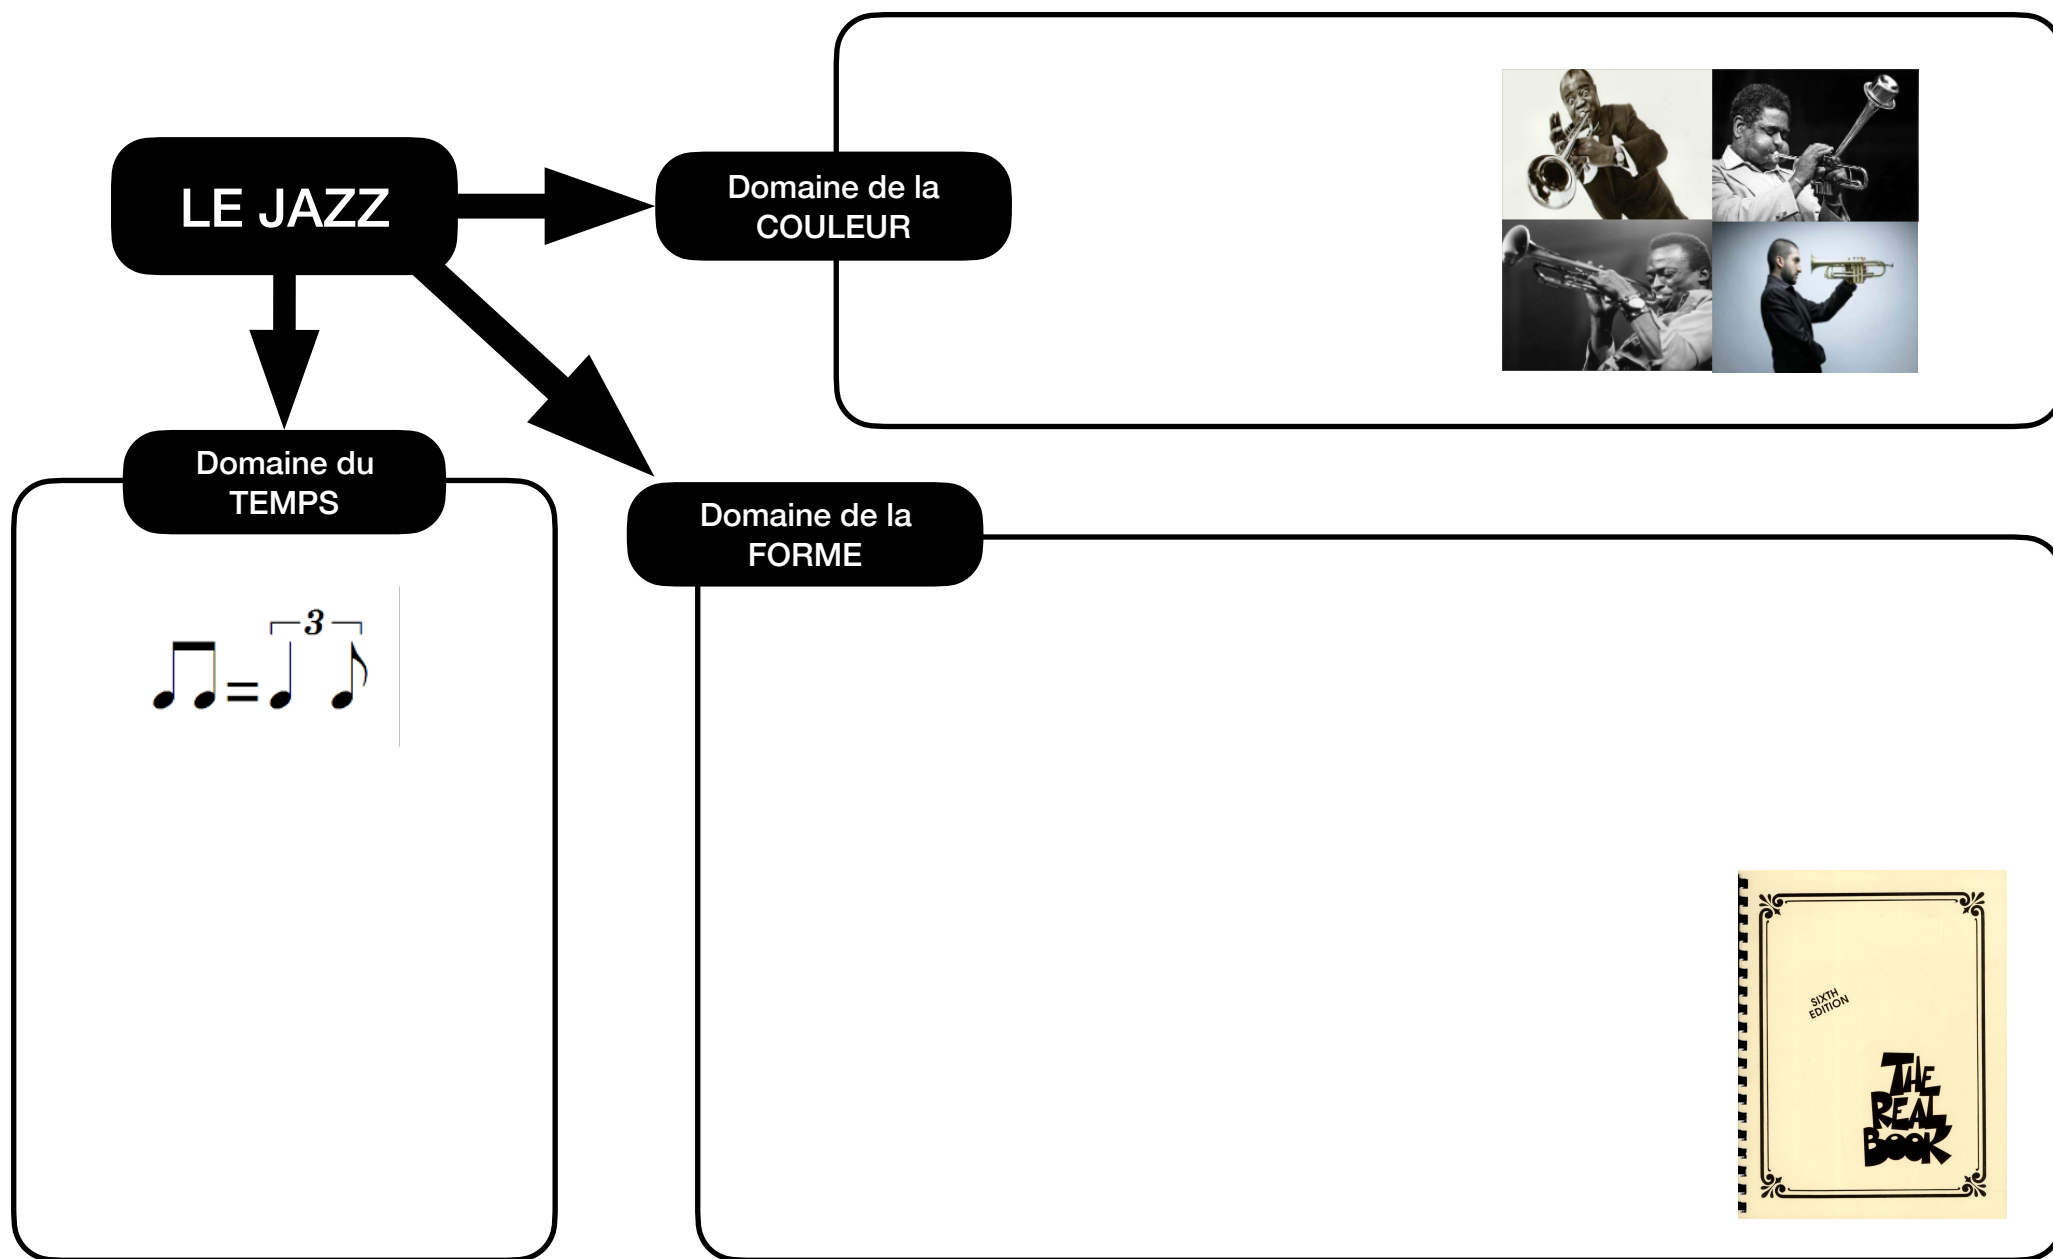 LE JAZZ
Domaine de la
COULEUR
Domaine du
TEMPS
Domaine de la
FORME
3
=
SIXTH
EDITION
THE
REAL
BOOK